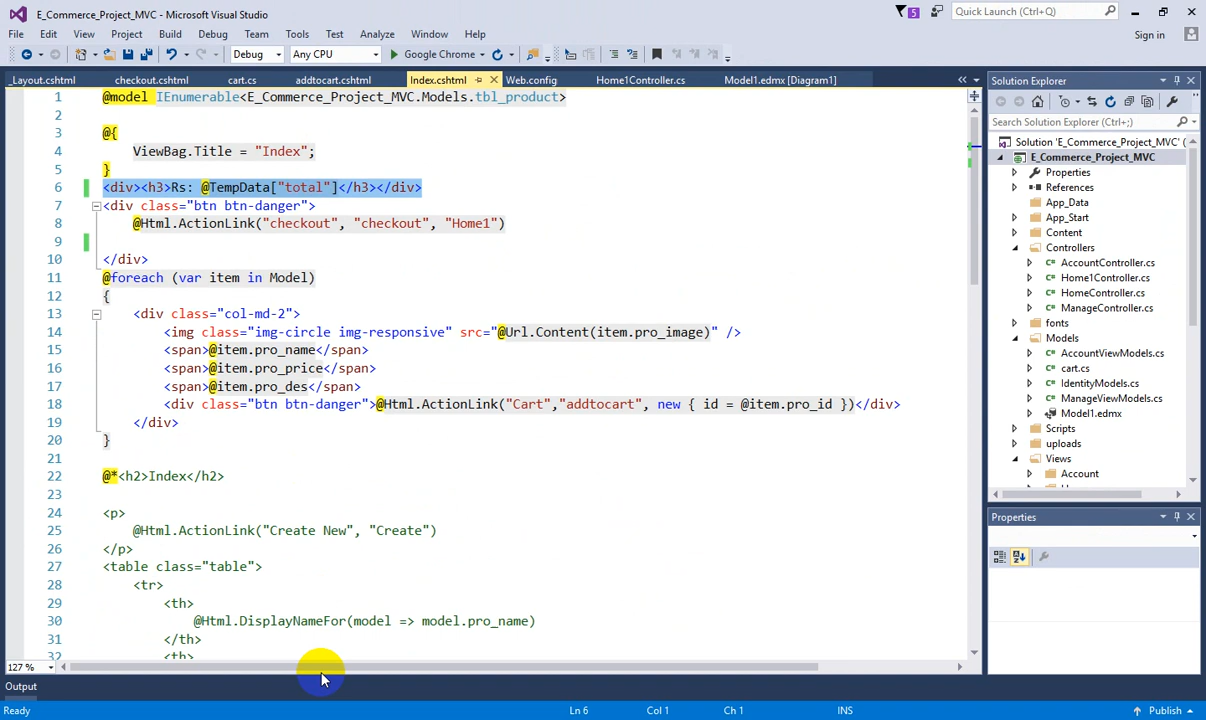 E_Commerce_Project_MVC - Microsoft Visual Studio
5
Quick Launch (Ctrl+Q)
File Edit View Project Build Debug Team Tools Test Analyze Window Help
Sign in
Debug Any CPU Google Chrome
_Layout.cshtml checkout.cshtml cart.cs addtocart.cshtml Index.cshtml Web.config Home1Controller.cs Model1.edmx [Diagram1]
1 @model IEnumerable<E_Commerce_Project_MVC.Models.tbl_product>
2
3 @{
4 ViewBag.Title = "Index";
5 }
6 <div><h3>Rs: @TempData["total"]</h3></div>
7 <div class="btn btn-danger">
8 @Html.ActionLink("checkout", "checkout", "Home1")
9
10 </div>
11 @foreach (var item in Model)
12 {
13 <div class="col-md-2">
14 <img class="img-circle img-responsive" src="@Url.Content(item.pro_image)" />
15 <span>@item.pro_name</span>
16 <span>@item.pro_price</span>
17 <span>@item.pro_des</span>
18 <div class="btn btn-danger">@Html.ActionLink("Cart","addtocart", new { id = @item.pro_id })</div>
19 </div>
20 }
21
22 @*<h2>Index</h2>
23
24 <p>
25 @Html.ActionLink("Create New", "Create")
26 </p>
27 <table class="table">
28 <tr>
29 <th>
30 @Html.DisplayNameFor(model => model.pro_name)
31 </th>
32 <th>
127 %
Output
Ready
Ln 6 Col 1 Ch 1 INS
Publish
Solution Explorer
Search Solution Explorer (Ctrl+;)
Solution 'E_Commerce_Project_MVC' (
E_Commerce_Project_MVC
Properties
References
App_Data
App_Start
Content
Controllers
AccountController.cs
Home1Controller.cs
HomeController.cs
ManageController.cs
fonts
Models
AccountViewModels.cs
cart.cs
IdentityModels.cs
ManageViewModels.cs
Model1.edmx
Scripts
uploads
Views
Account
Properties